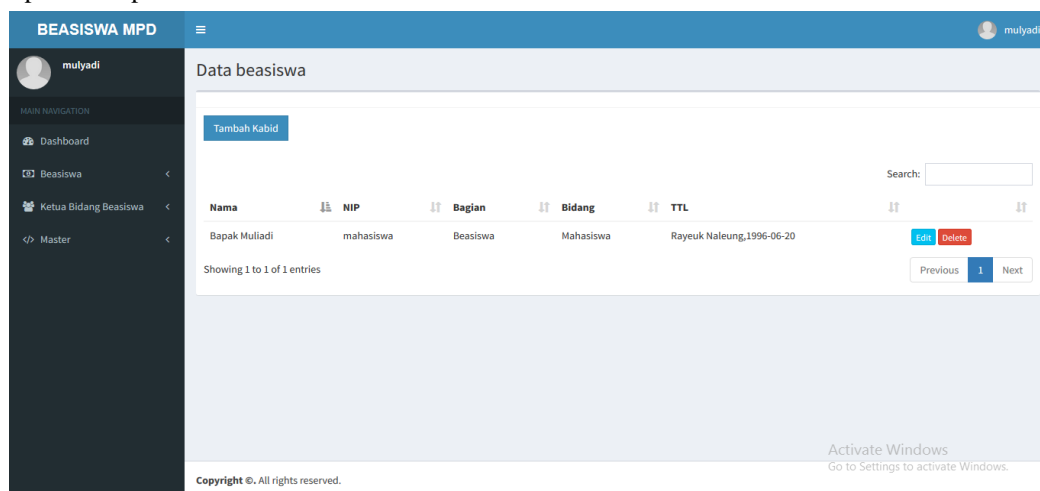 BEASISWA MPD
mulyadi
mulyadi
Data beasiswa
MAIN NAVIGATION
Tambah Kabid
Dashboard
Beasiswa
Search:
Ketua Bidang Beasiswa
Nama NIP Bagian Bidang TTL
Master
Bapak Muliadi mahasiswa Beasiswa Mahasiswa Rayeuk Naleung,1996-06-20 Edit Delete
Showing 1 to 1 of 1 entries
Previous 1 Next
Activate Windows
Go to Settings to activate Windows.
Copyright ©. All rights reserved.